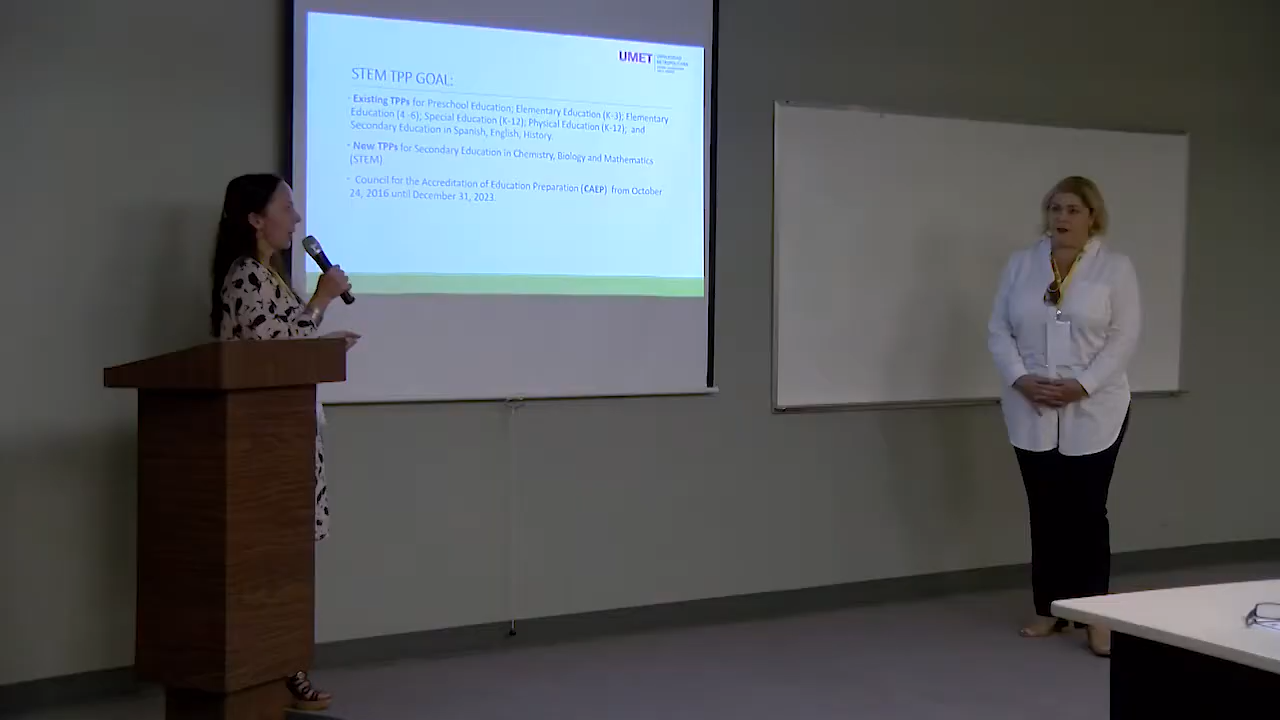 UMET
UNIVERSIDAD
METROPOLITANA
STEM TPP GOAL:
· Existing TPPs for Preschool Education; Elementary Education (K-3); Elementary
Education (4 -6); Special Education (K-12); Physical Education (K-12); and
Secondary Education in Spanish, English, History.
· New TPPs for Secondary Education in Chemistry, Biology and Mathematics
(STEM)
· Council for the Accreditation of Education Preparation (CAEP) from October
24, 2016 until December 31, 2023.